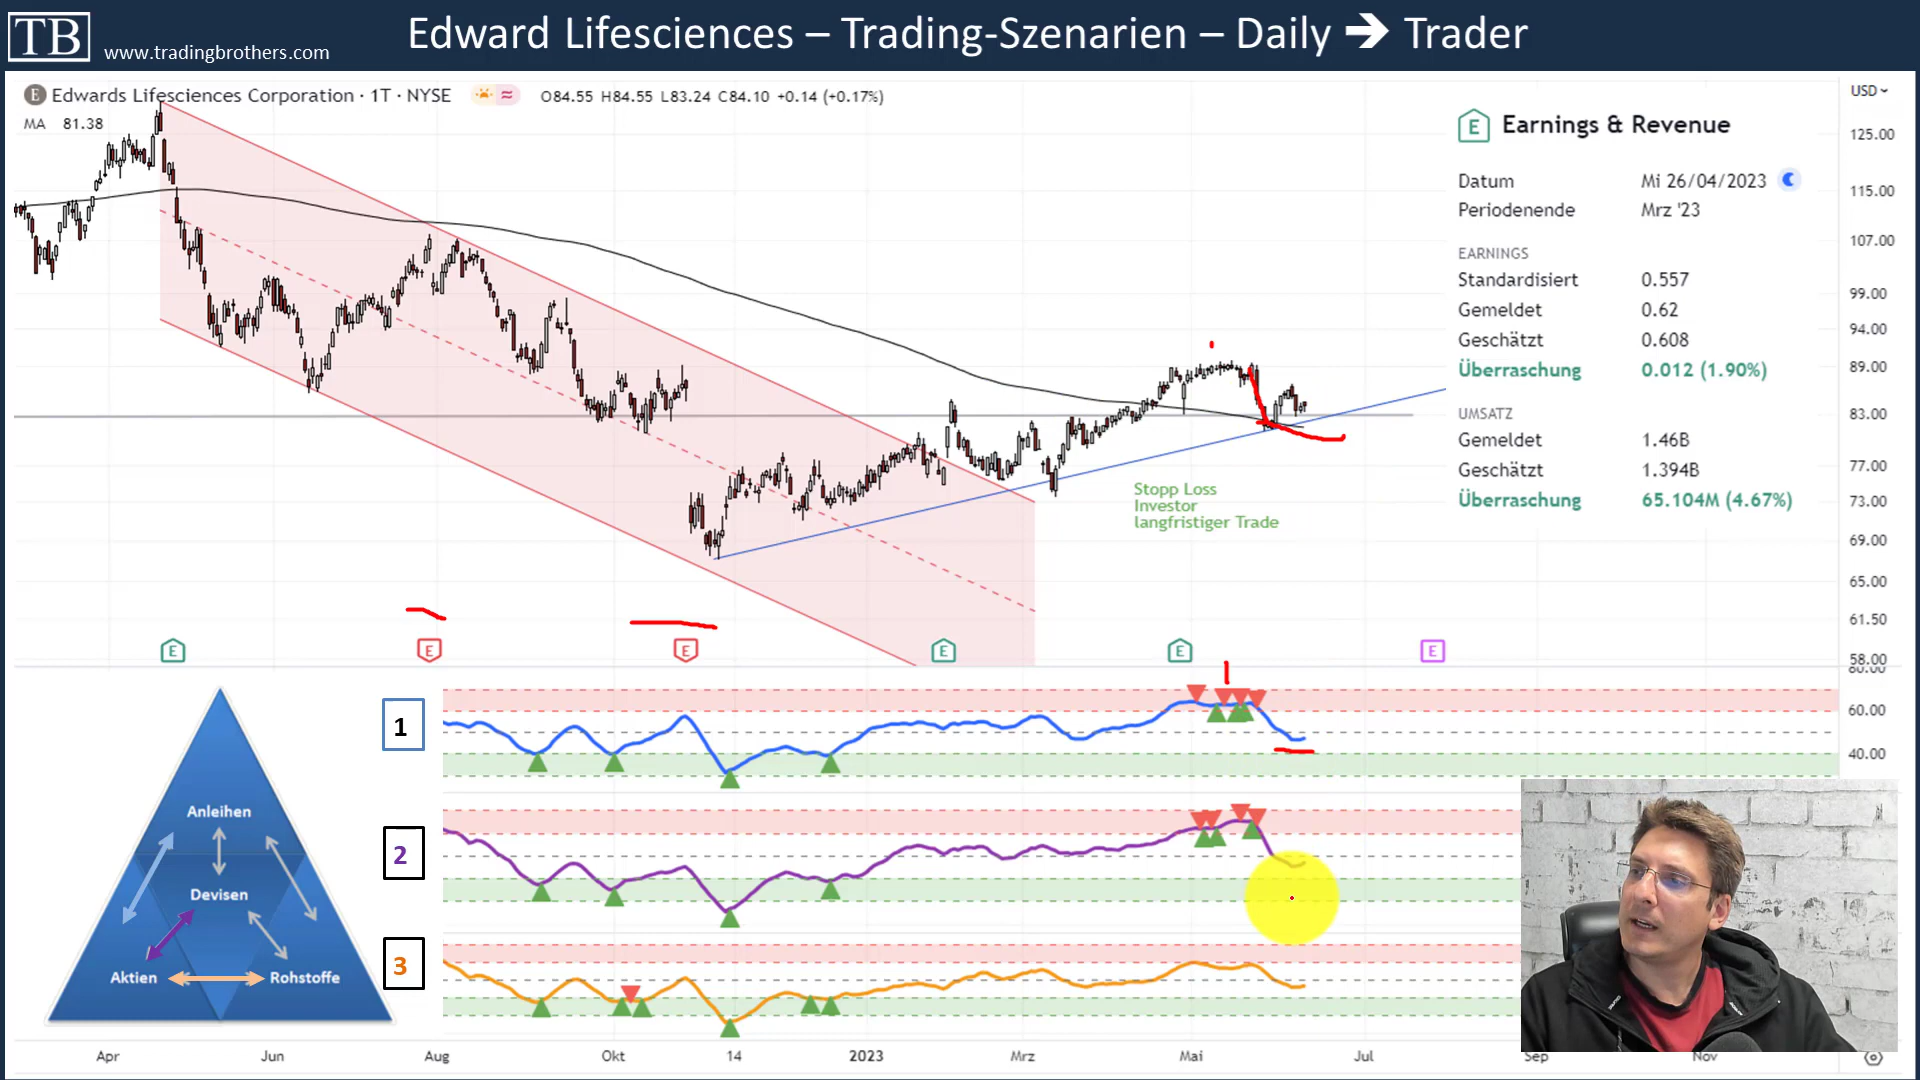 TB www.tradingbrothers.com
Edward Lifesciences – Trading-Szenarien – Daily → Trader
E Edwards Lifesciences Corporation · 1T · NYSE O84.55 H84.55 L83.24 C84.10 +0.14 (+0.17%)
MA 81.38
USD
125.00
115.00
107.00
99.00
94.00
89.00
83.00
77.00
73.00
69.00
65.00
61.50
58.00
E Earnings & Revenue
Datum Mi 26/04/2023
Periodenende Mrz '23
EARNINGS
Standardisiert 0.557
Gemeldet 0.62
Geschätzt 0.608
Überraschung 0.012 (1.90%)
UMSATZ
Gemeldet 1.46B
Geschätzt 1.394B
Überraschung 65.104M (4.67%)
Stopp Loss
Investor
langfristiger Trade
E E E E E E
80.00
60.00
40.00
1
2
3
Anleihen
Devisen
Aktien Rohstoffe
Apr Jun Aug Okt 14 2023 Mrz Mai Jul Sep Nov